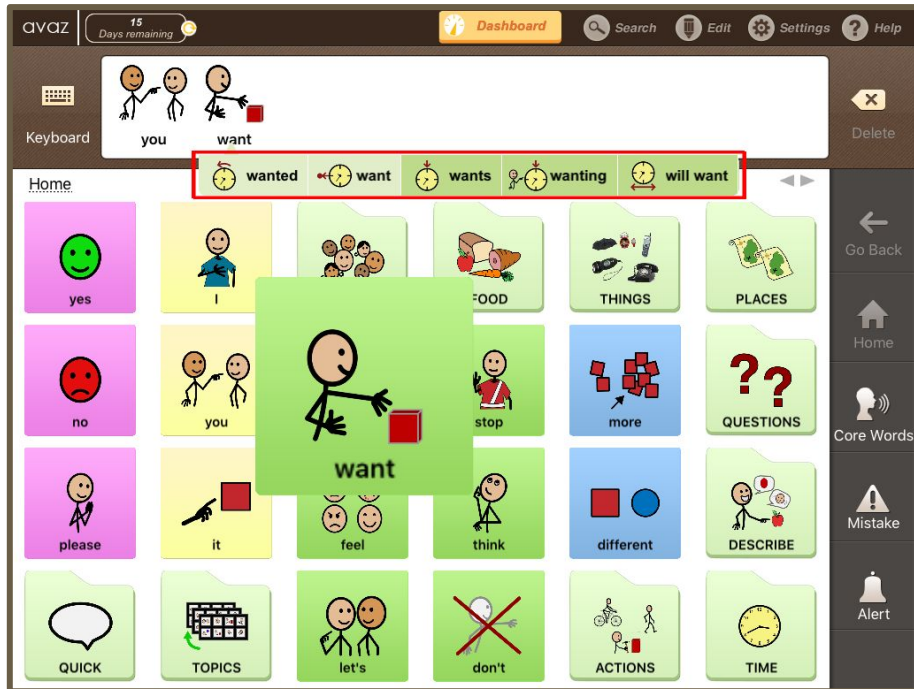 avaz
15
Days remaining
Dashboard
Search
Edit
Settings
Help
Keyboard
you want
Delete
wanted want wants wanting will want
Home
Go Back
yes I FOOD THINGS PLACES
Home
no you stop more QUESTIONS
want
Core Words
please it feel think different DESCRIBE
Mistake
Alert
QUICK TOPICS let's don't ACTIONS TIME